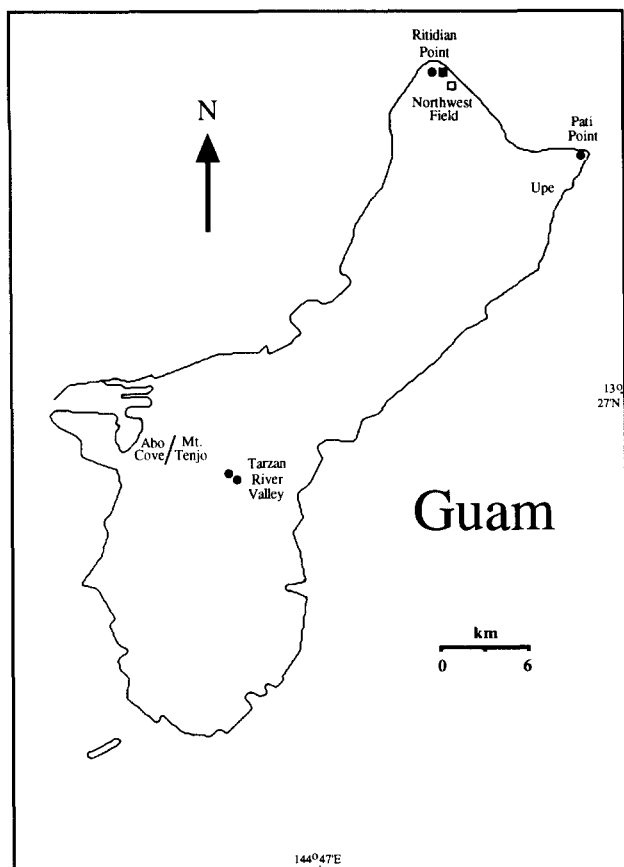 Ritidian
Point
N
Northwest
Field
Pati
Point
Upe
13°
27'N
Abo
Cove/Mt.
Tenjo
Tarzan
River
Valley
Guam
km
0 6
144°47'E